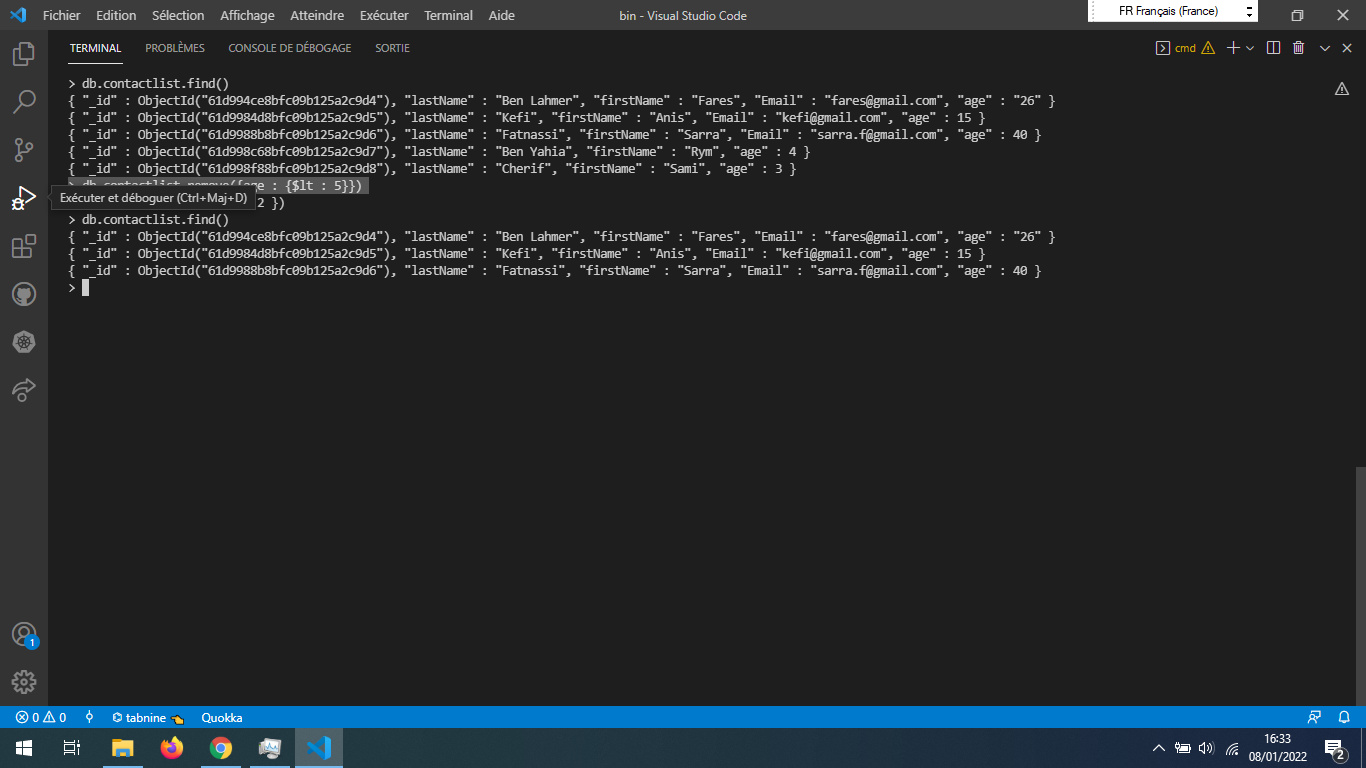 Fichier Edition Sélection Affichage Atteindre Exécuter Terminal Aide bin - Visual Studio Code FR Français (France)
TERMINAL PROBLÈMES CONSOLE DE DÉBOGAGE SORTIE cmd
> db.contactlist.find()
{ "_id" : ObjectId("61d994ce8bfc09b125a2c9d4"), "lastName" : "Ben Lahmer", "firstName" : "Fares", "Email" : "fares@gmail.com", "age" : "26" }
{ "_id" : ObjectId("61d9984d8bfc09b125a2c9d5"), "lastName" : "Kefi", "firstName" : "Anis", "Email" : "kefi@gmail.com", "age" : 15 }
{ "_id" : ObjectId("61d9988b8bfc09b125a2c9d6"), "lastName" : "Fatnassi", "firstName" : "Sarra", "Email" : "sarra.f@gmail.com", "age" : 40 }
{ "_id" : ObjectId("61d998c68bfc09b125a2c9d7"), "lastName" : "Ben Yahia", "firstName" : "Rym", "age" : 4 }
{ "_id" : ObjectId("61d998f88bfc09b125a2c9d8"), "lastName" : "Cherif", "firstName" : "Sami", "age" : 3 }
> db.contactlist.remove({age : {$lt : 5}})
Exécuter et déboguer (Ctrl+Maj+D)
2 })
> db.contactlist.find()
{ "_id" : ObjectId("61d994ce8bfc09b125a2c9d4"), "lastName" : "Ben Lahmer", "firstName" : "Fares", "Email" : "fares@gmail.com", "age" : "26" }
{ "_id" : ObjectId("61d9984d8bfc09b125a2c9d5"), "lastName" : "Kefi", "firstName" : "Anis", "Email" : "kefi@gmail.com", "age" : 15 }
{ "_id" : ObjectId("61d9988b8bfc09b125a2c9d6"), "lastName" : "Fatnassi", "firstName" : "Sarra", "Email" : "sarra.f@gmail.com", "age" : 40 }
>
1
0 0 tabnine Quokka
16:33
08/01/2022
2